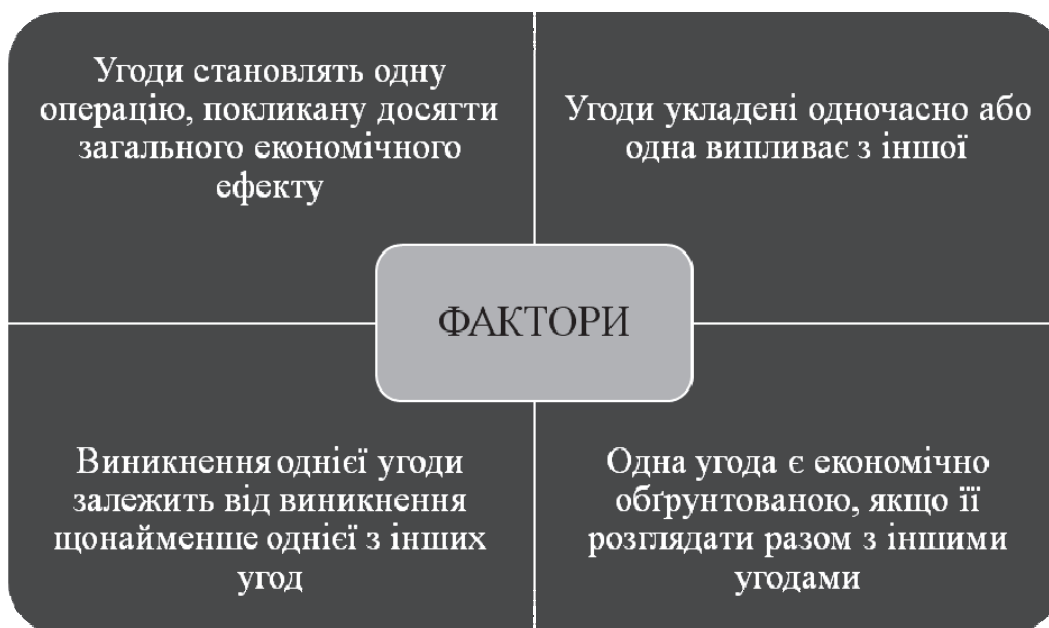 Угоди становлять одну
операцію, покликану досягти
загального економічного
ефекту
Угоди укладені одночасно або
одна випливає з іншої
ФАКТОРИ
Виникнення однієї угоди
залежить від виникнення
щонайменше однієї з інших
угод
Одна угода є економічно
обґрунтованою, якщо її
розглядати разом з іншими
угодами